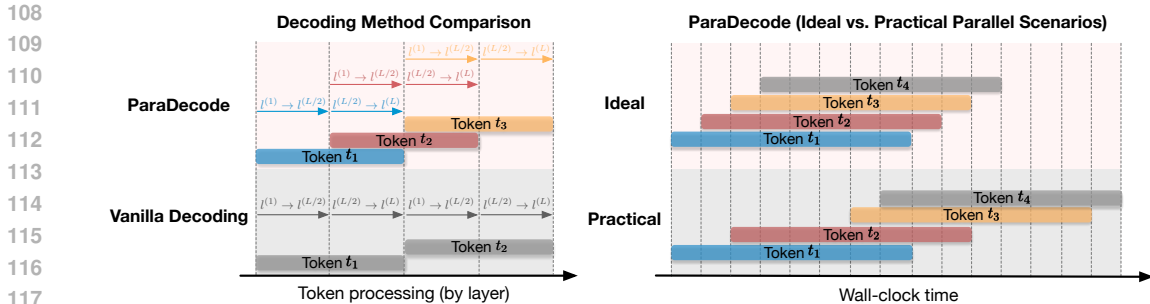 108
109
110
111
112
113
114
115
116
117
Decoding Method Comparison
l^(1) → l^(L/2) l^(L/2) → l^(L)
l^(1) → l^(L/2) l^(L/2) → l^(L)
ParaDecode
l^(1) → l^(L/2) l^(L/2) → l^(L)
Token t₃
Token t₂
Token t₁
Vanilla Decoding
l^(1) → l^(L/2) l^(L/2) → l^(L) l^(1) → l^(L/2) l^(L/2) → l^(L)
Token t₂
Token t₁
Token processing (by layer)
ParaDecode (Ideal vs. Practical Parallel Scenarios)
Ideal
Token t₄
Token t₃
Token t₂
Token t₁
Practical
Token t₄
Token t₃
Token t₂
Token t₁
Wall-clock time